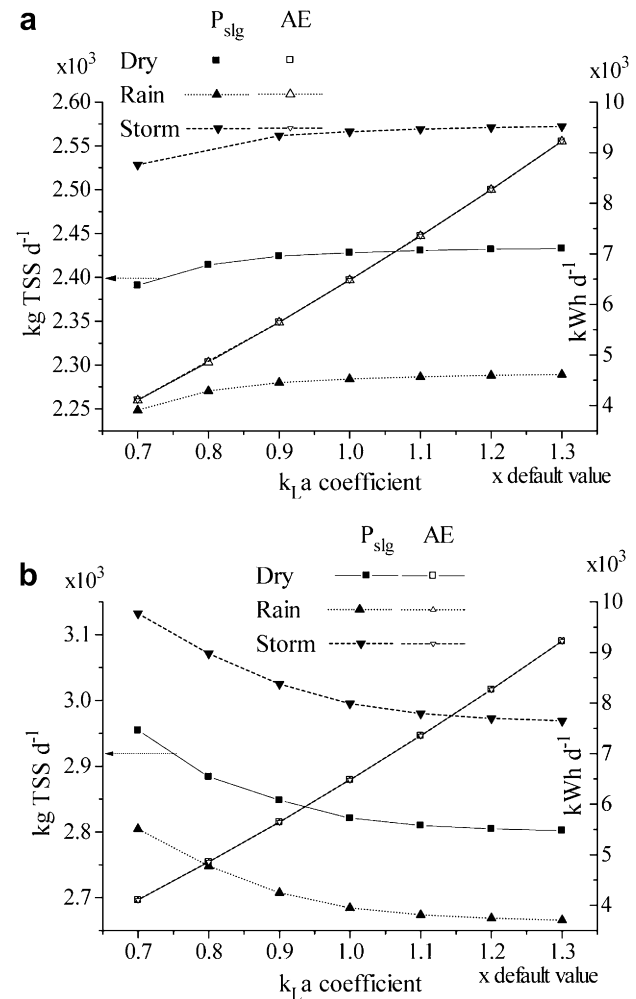 a
P_slg AE
x10^3
Dry
x10^3
Rain
Storm
2.60
2.55
2.50
2.45
2.40
2.35
2.30
2.25
kg TSS d^-1
10
9
8
7
6
5
4
kWh d^-1
0.7 0.8 0.9 1.0 1.1 1.2 1.3
k_La coefficient
x default value
b
P_slg AE
x10^3
x10^3
Dry
Rain
Storm
3.1
3.0
2.9
2.8
2.7
kg TSS d^-1
10
9
8
7
6
5
4
kWh d^-1
0.7 0.8 0.9 1.0 1.1 1.2 1.3
k_La coefficient
x default value